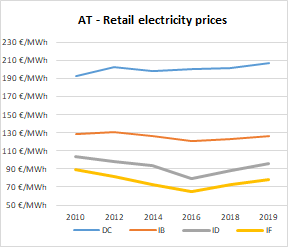 AT - Retail electricity prices
230 €/MWh
210 €/MWh
190 €/MWh
170 €/MWh
150 €/MWh
130 €/MWh
110 €/MWh
90 €/MWh
70 €/MWh
50 €/MWh
2010 2012 2014 2016 2018 2019
DC IB ID IF